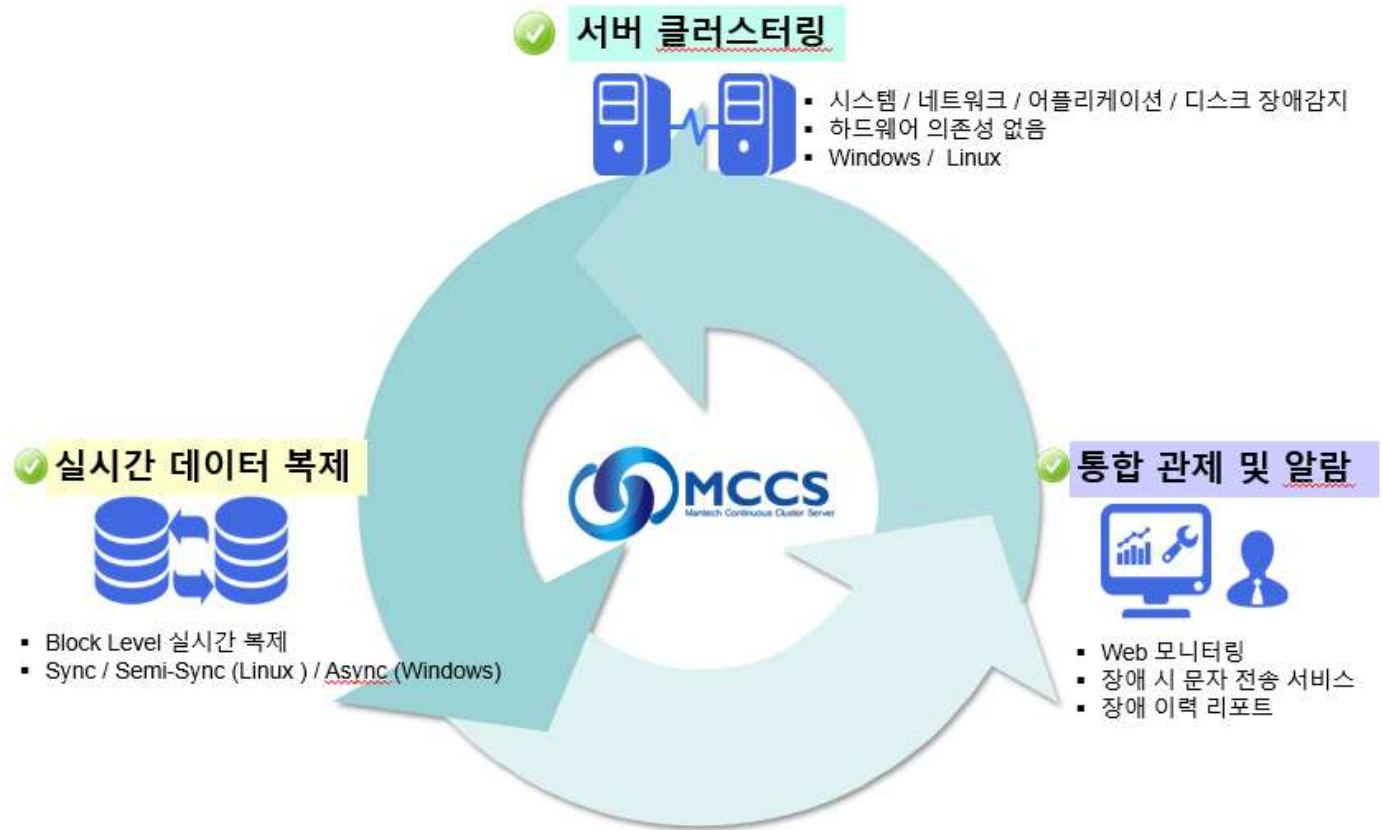 서버 클러스터링
▪ 시스템 / 네트워크 / 어플리케이션 / 디스크 장애감지
▪ 하드웨어 의존성 없음
▪ Windows / Linux
실시간 데이터 복제
▪ Block Level 실시간 복제
▪ Sync / Semi-Sync (Linux ) / Async (Windows)
MCCS
Mantech Continuous Cluster Server
통합 관제 및 알람
▪ Web 모니터링
▪ 장애 시 문자 전송 서비스
▪ 장애 이력 리포트